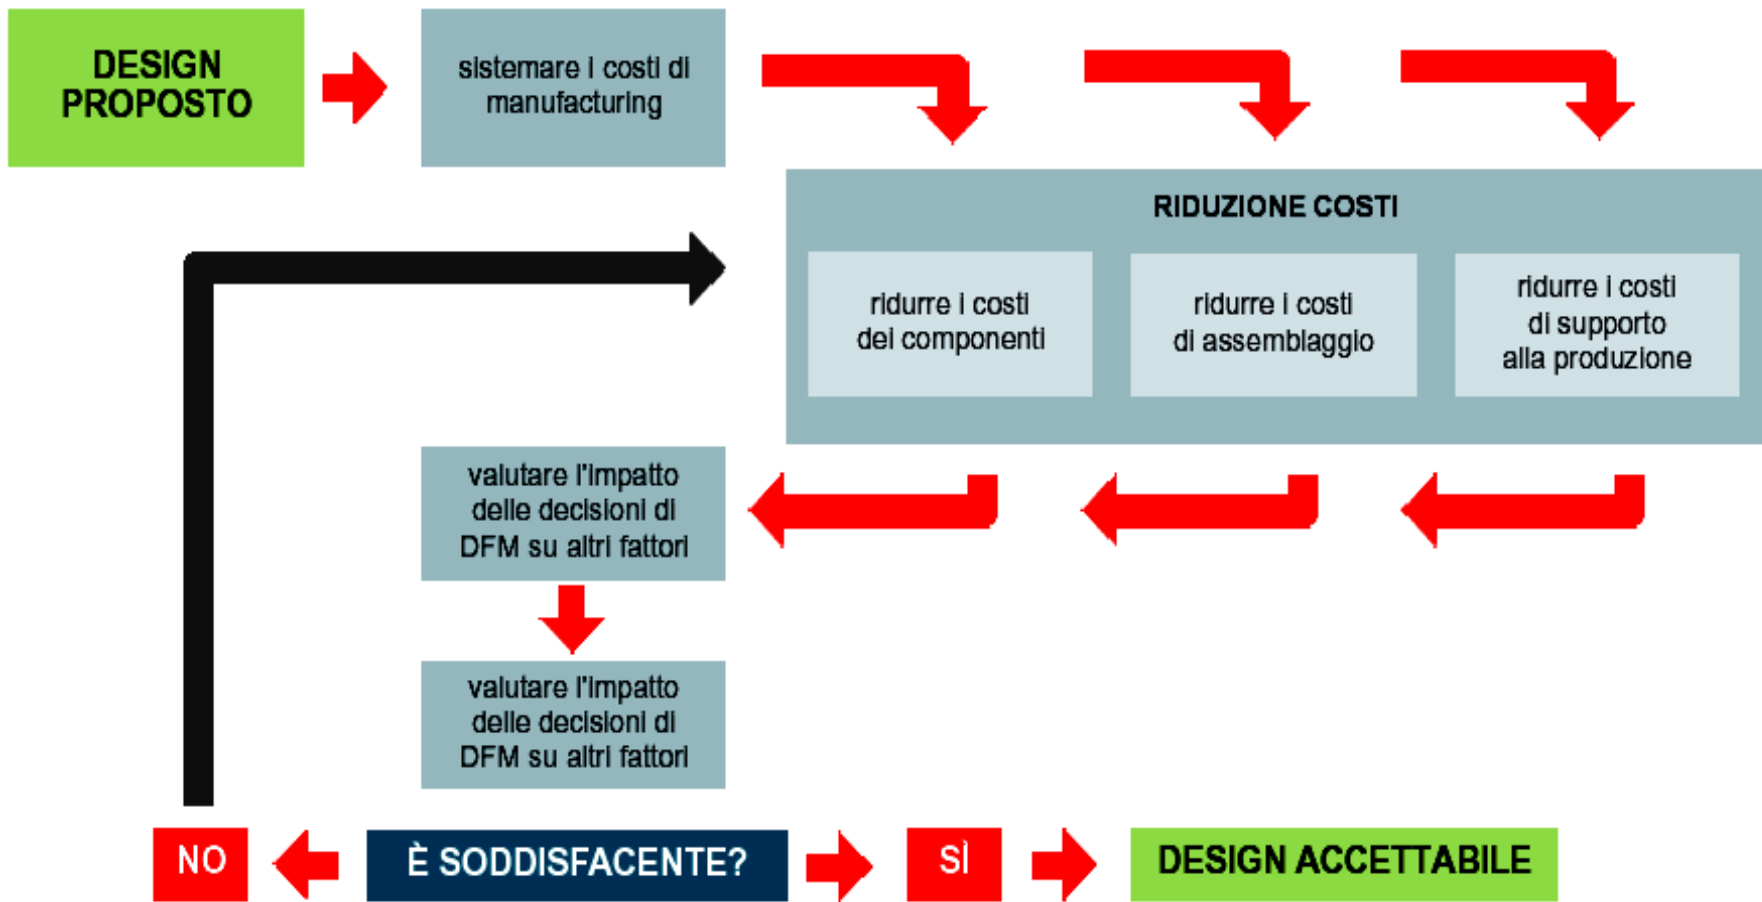 DESIGN
PROPOSTO
sistemare i costi di
manufacturing
RIDUZIONE COSTI
ridurre i costi
dei componenti
ridurre i costi
di assemblaggio
ridurre i costi
di supporto
alla produzione
valutare l'impatto
delle decisioni di
DFM su altri fattori
valutare l'impatto
delle decisioni di
DFM su altri fattori
NO
È SODDISFACENTE?
SÌ
DESIGN ACCETTABILE